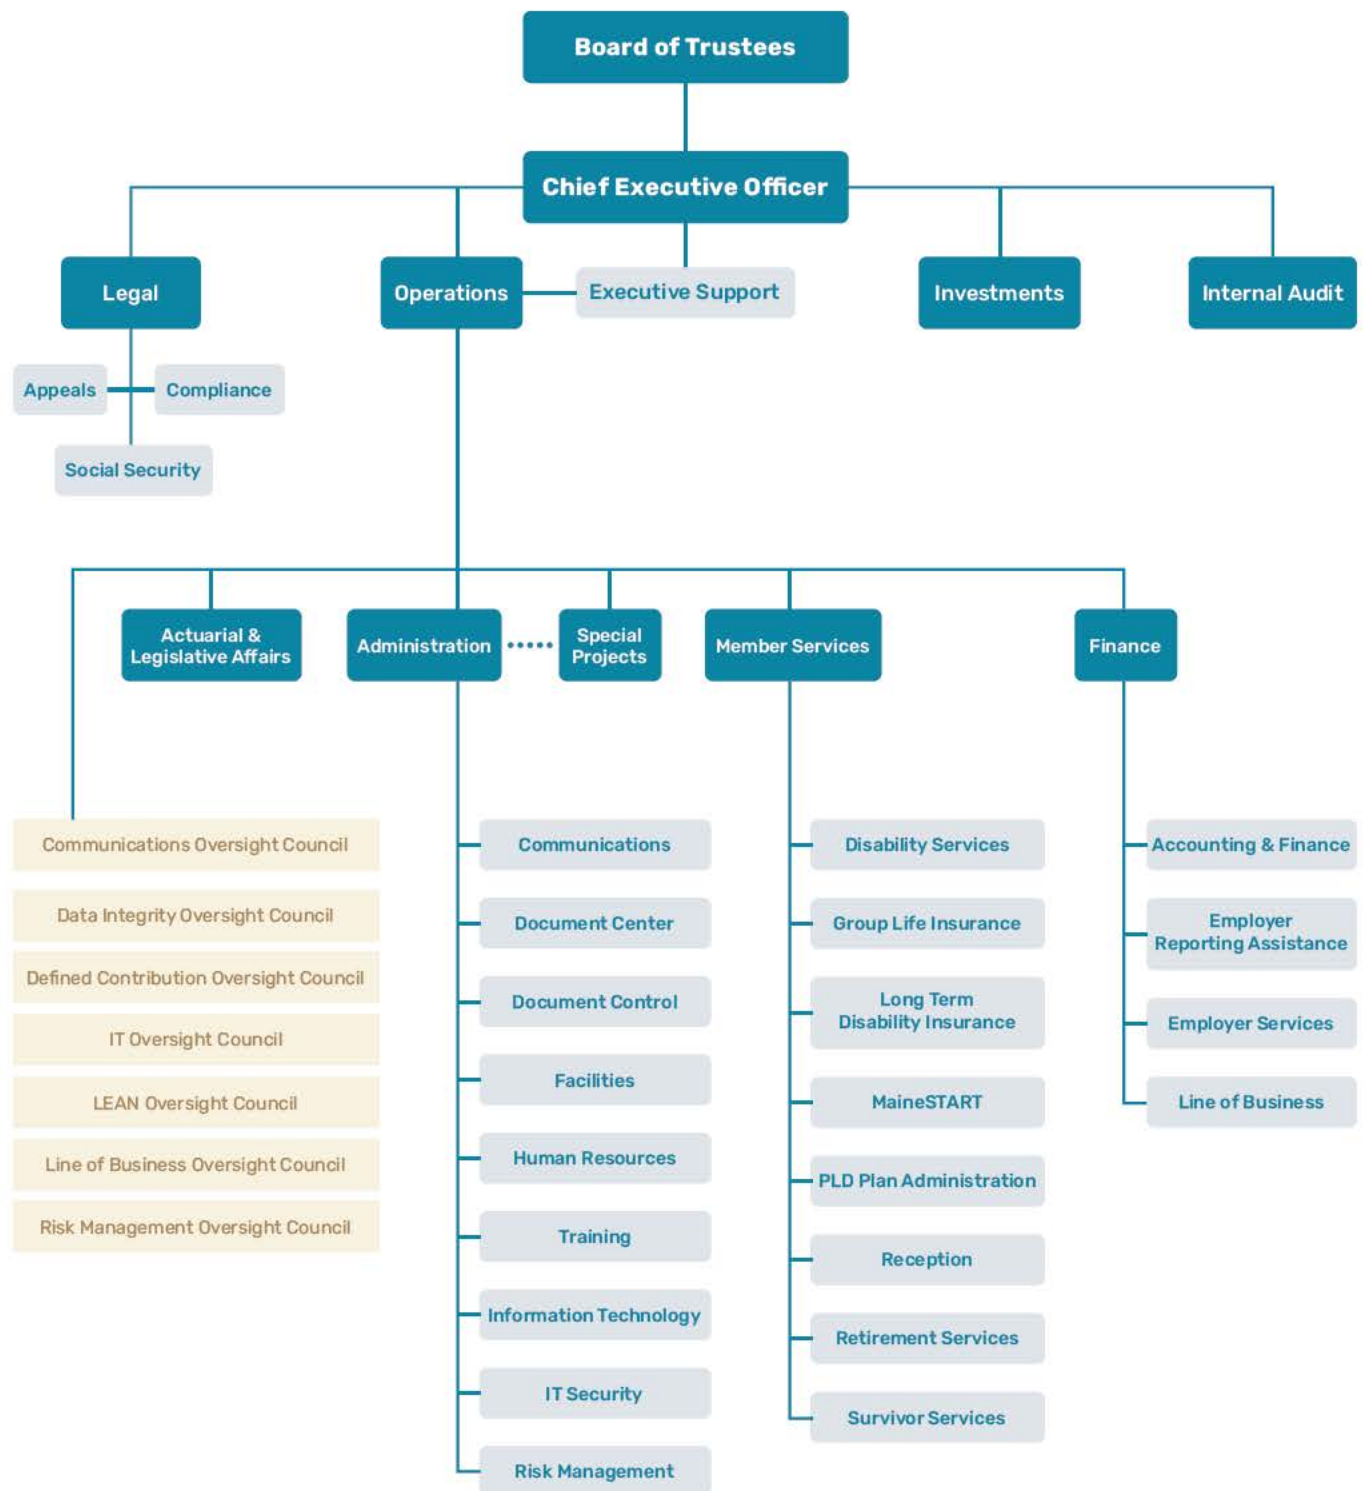 Board of Trustees
Chief Executive Officer
Legal
Operations
Executive Support
Investments
Internal Audit
Appeals
Compliance
Social Security
Actuarial &
Legislative Affairs
Administration
Special
Projects
Member Services
Finance
Communications Oversight Council
Data Integrity Oversight Council
Defined Contribution Oversight Council
IT Oversight Council
LEAN Oversight Council
Line of Business Oversight Council
Risk Management Oversight Council
Communications
Document Center
Document Control
Facilities
Human Resources
Training
Information Technology
IT Security
Risk Management
Disability Services
Group Life Insurance
Long Term
Disability Insurance
MaineSTART
PLD Plan Administration
Reception
Retirement Services
Survivor Services
Accounting & Finance
Employer
Reporting Assistance
Employer Services
Line of Business